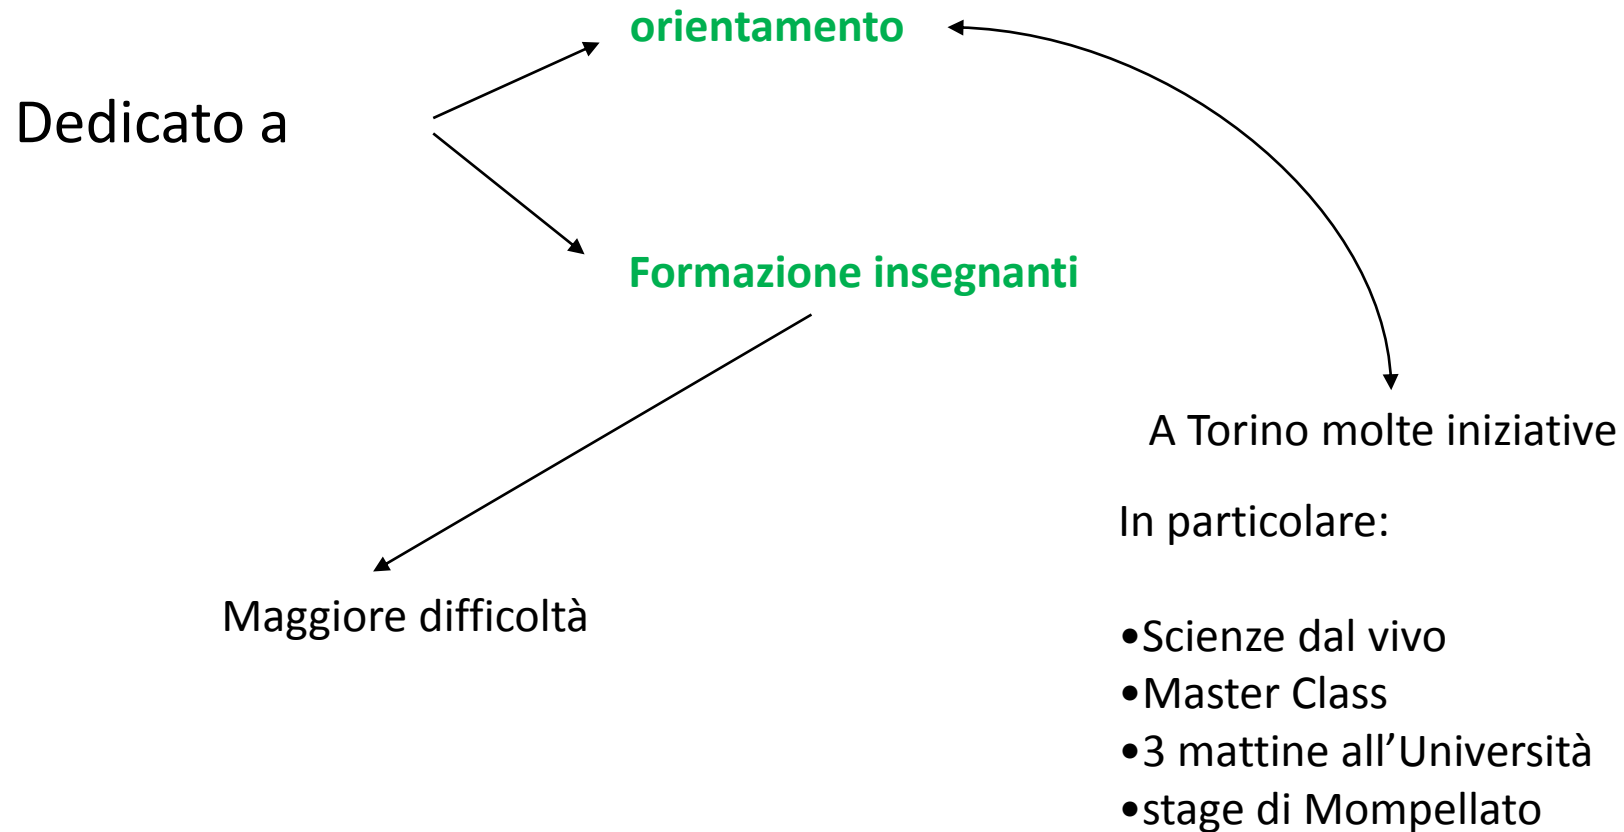 orientamento
Dedicato a
Formazione insegnanti
A Torino molte iniziative
In particolare:
Maggiore difficoltà
•Scienze dal vivo
•Master Class
•3 mattine all’Università
•stage di Mompellato